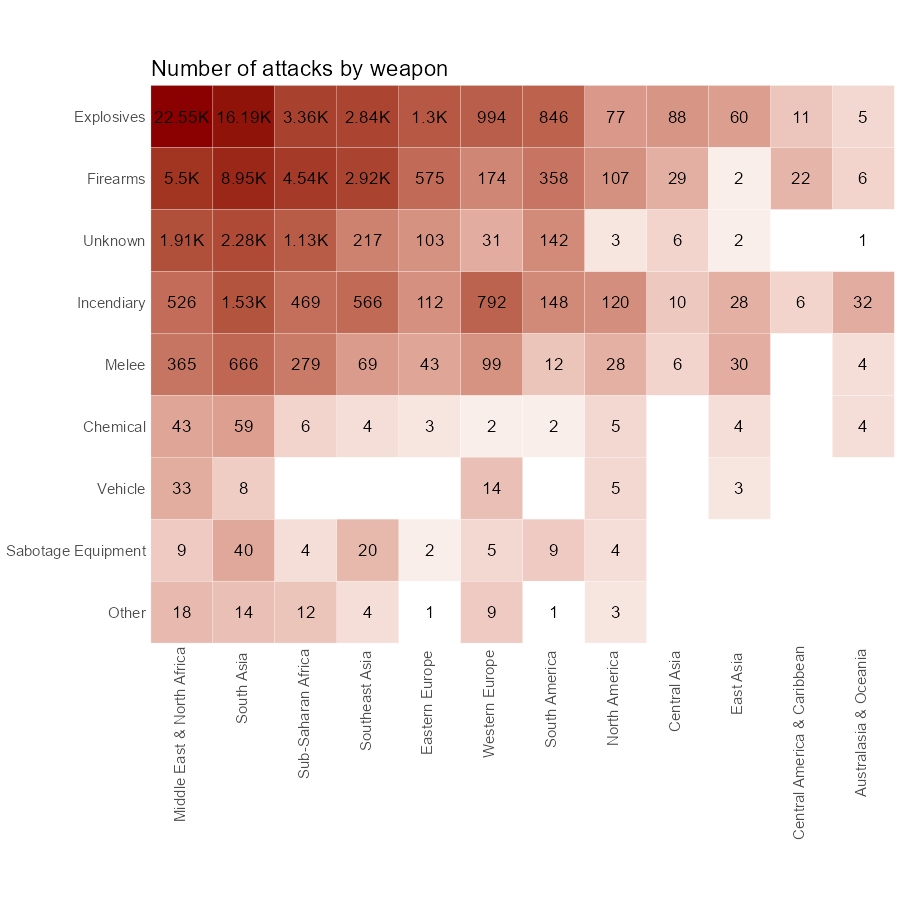 Number of attacks by weapon
Explosives 22.55K 16.19K 3.36K 2.84K 1.3K 994 846 77 88 60 11 5
Firearms 5.5K 8.95K 4.54K 2.92K 575 174 358 107 29 2 22 6
Unknown 1.91K 2.28K 1.13K 217 103 31 142 3 6 2 1
Incendiary 526 1.53K 469 566 112 792 148 120 10 28 6 32
Melee 365 666 279 69 43 99 12 28 6 30 4
Chemical 43 59 6 4 3 2 2 5 4 4
Vehicle 33 8 14 5 3
Sabotage Equipment 9 40 4 20 2 5 9 4
Other 18 14 12 4 1 9 1 3
Middle East & North Africa
South Asia
Sub-Saharan Africa
Southeast Asia
Eastern Europe
Western Europe
South America
North America
Central Asia
East Asia
Central America & Caribbean
Australasia & Oceania